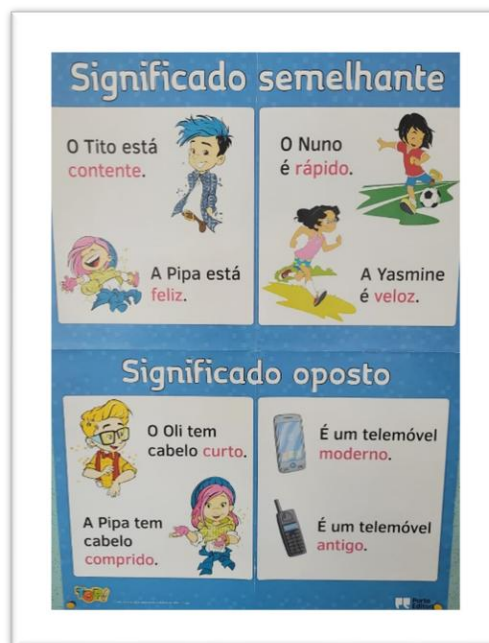 Significado semelhante
O Tito está
contente.
A Pipa está
feliz.
O Nuno
é rápido.
A Yasmine
é veloz.
Significado oposto
O Oli tem
cabelo curto.
A Pipa tem
cabelo
comprido.
É um telemóvel
moderno.
É um telemóvel
antigo.
Porto
Editora